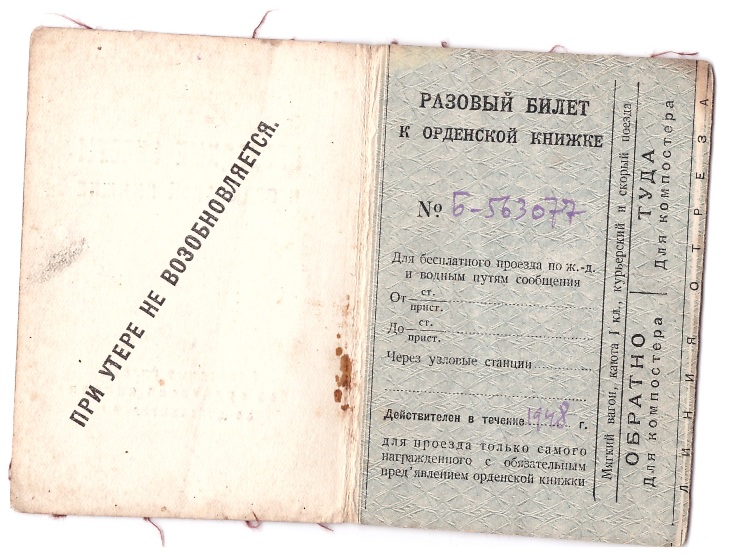 ПРИ УТЕРЕ НЕ ВОЗОБНОВЛЯЕТСЯ.
РАЗОВЫЙ БИЛЕТ
К ОРДЕНСКОЙ КНИЖКЕ
№ Б-563077
Для бесплатного проезда по ж.-д.
и водным путям сообщения
От ст.
прист.
До ст.
прист.
Через узловые станции
Действителен в течение 1948 г.
для проезда только самого
награжденного с обязательным
пред'явлением орденской книжки
Мягкий вагон, каюта I кл., курьерский и скорый поезда
ОБРАТНО
Для компостера
ТУДА
Для компостера
ЛИНИЯ ОТРЕЗА